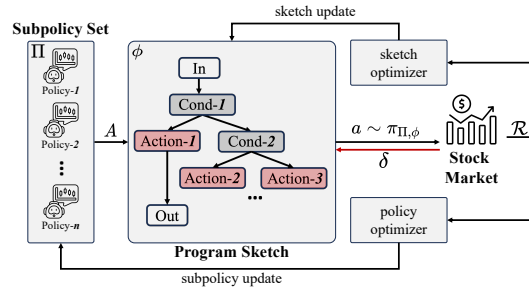 sketch update
Subpolicy Set
Π
Policy-1
Policy-2
Policy-n
A
ϕ
In
Cond-1
Action-1
Cond-2
Action-2
Action-3
...
Out
Program Sketch
sketch
optimizer
a ∼ π_{Π,ϕ}
δ
$
Stock
Market
R
policy
optimizer
subpolicy update